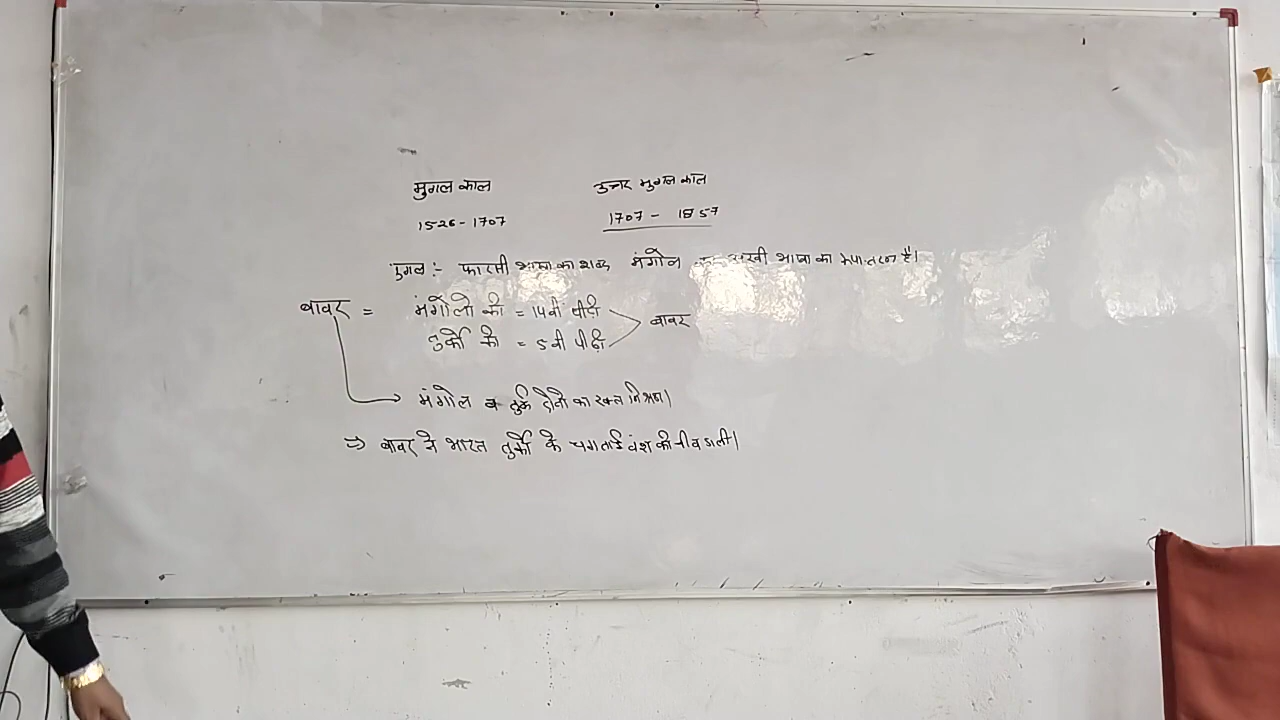 मुगल काल उत्तर मुगल काल
1526-1707 1707 - 1857
मुगल :- फारसी भाषा का शब्द मंगोल अरबी भाषा का रूपान्तरन है।
बाबर = मंगोलो की = 14वी पीढी
तुर्को की = 5वी पीढी
बाबर
मंगोल व तुर्क दोनो का रक्त मिश्रण।
⇒ बाबर ने भारत तुर्को के चगताई वंश की नीव डाली।